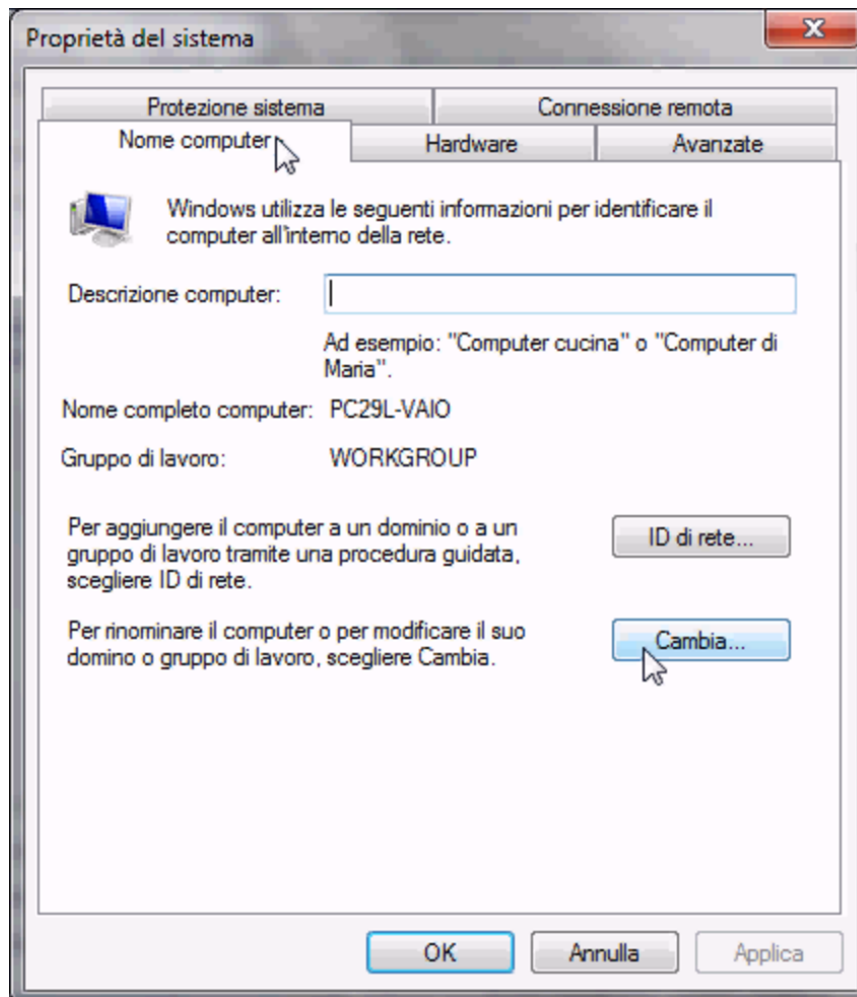 Proprietà del sistema
Protezione sistema
Connessione remota
Nome computer
Hardware
Avanzate
Windows utilizza le seguenti informazioni per identificare il
computer all'interno della rete.
Descrizione computer:
Ad esempio: "Computer cucina" o "Computer di
Maria".
Nome completo computer: PC29L-VAIO
Gruppo di lavoro: WORKGROUP
Per aggiungere il computer a un dominio o a un
gruppo di lavoro tramite una procedura guidata,
scegliere ID di rete.
ID di rete...
Per rinominare il computer o per modificare il suo
domino o gruppo di lavoro, scegliere Cambia.
Cambia...
OK
Annulla
Applica